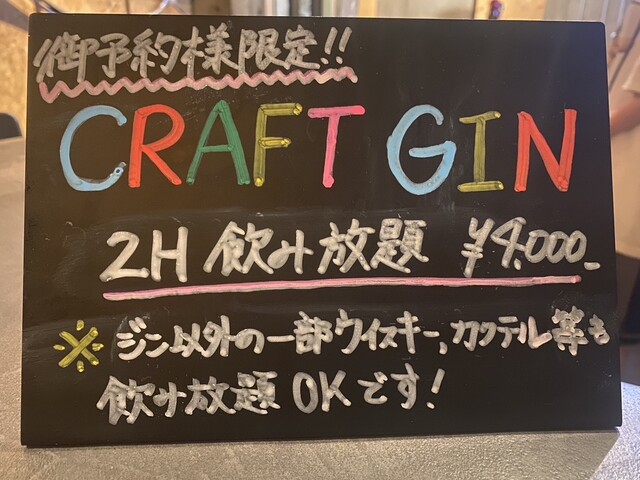 御予約様限定!!
CRAFT GIN
2H 飲み放題 ¥4,000-
※ ジン以外の一部ウイスキー、カクテル等も
飲み放題 OKです!